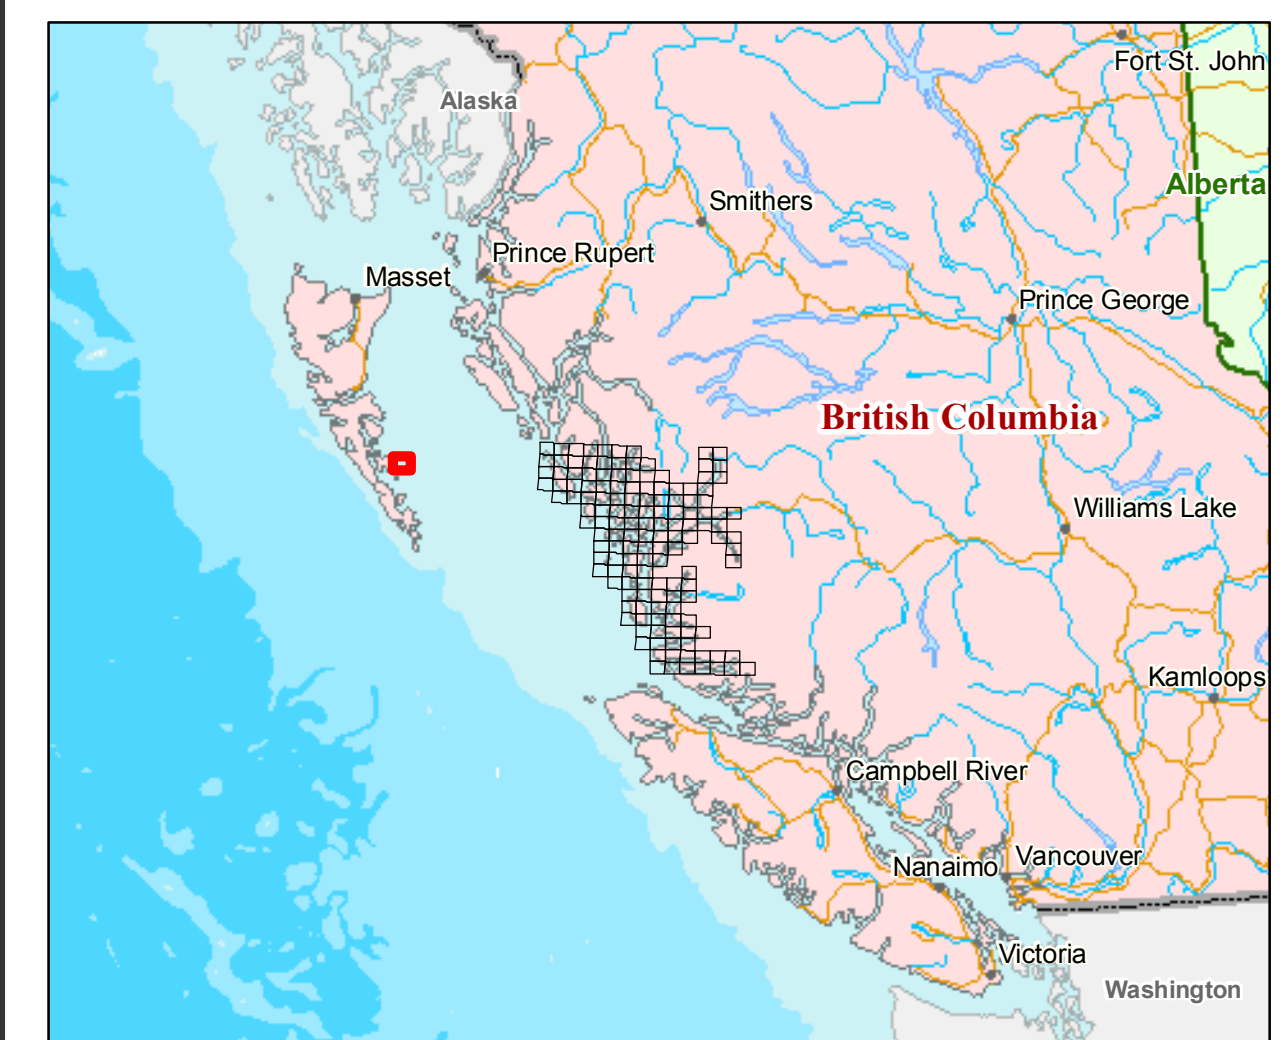 Fort St. John
Alaska
Alberta
Smithers
Prince Rupert
Masset
Prince George
British Columbia
Williams Lake
Kamloops
Campbell River
Vancouver
Nanaimo
Victoria
Washington